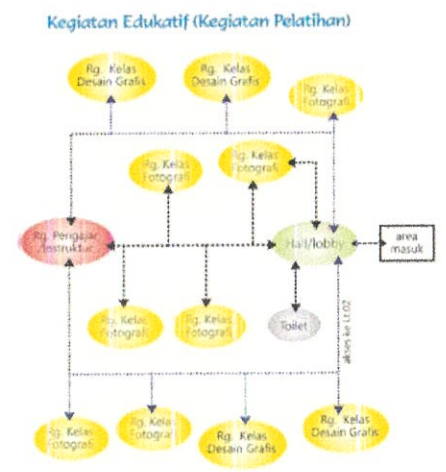 Kegiatan Edukatif (Kegiatan Pelatihan)
Rg. Kelas
Desain Grafis
Rg. Kelas
Desain Grafis
Rg. Kelas
Fotografi
Rg. Kelas
Fotografi
Rg. Kelas
Fotografi
Rg. Pengajar
/Instruktur
Hall/lobby
area
masuk
Rg. Kelas
Fotografi
Rg. Kelas
Fotografi
Toilet
akses ke Lt.02
Rg. Kelas
Fotografi
Rg. Kelas
Fotografi
Rg. Kelas
Desain Grafis
Rg. Kelas
Desain Grafis